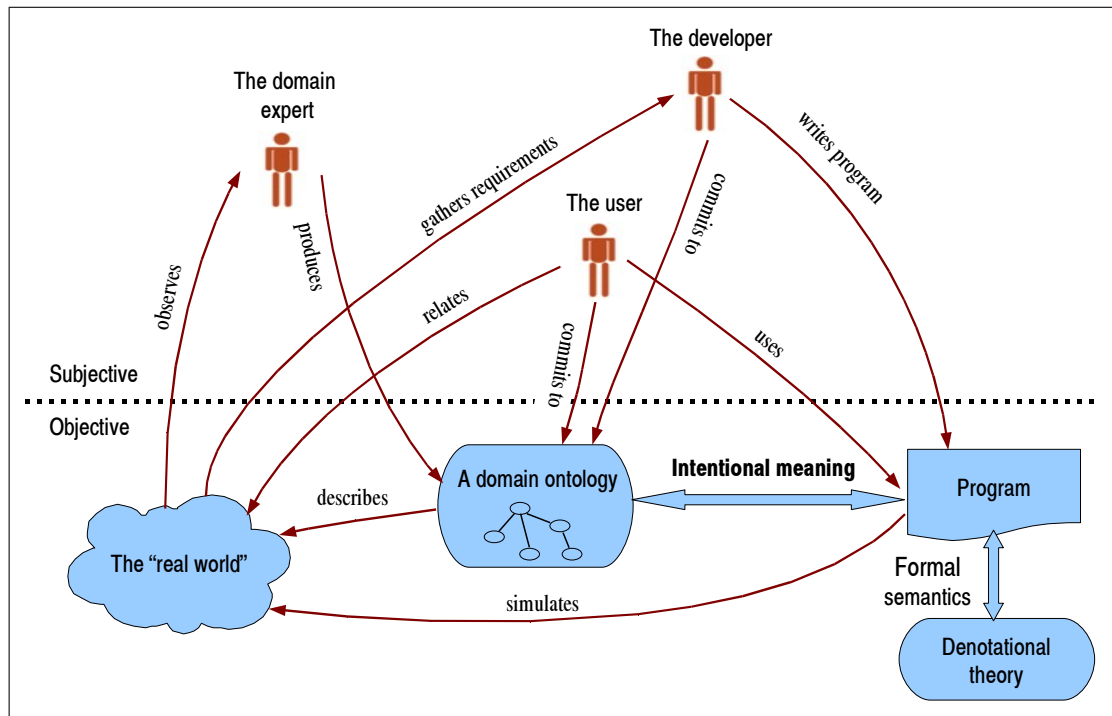 The developer
The domain
expert
writes program
gathers requirements
commits to
The user
produces
observes
relates
uses
commits to
Subjective
Objective
A domain ontology
Intentional meaning
Program
describes
The "real world"
Formal
semantics
simulates
Denotational
theory